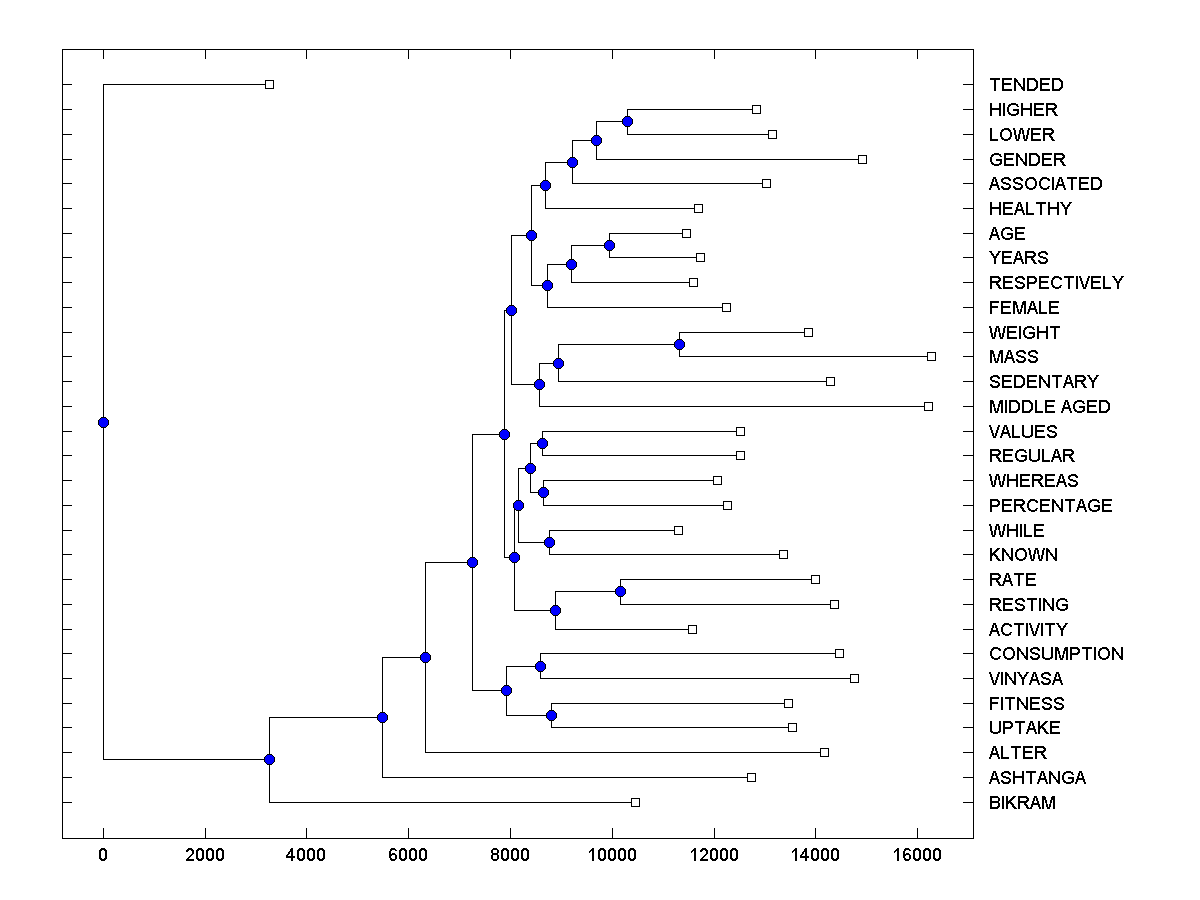 TENDED
HIGHER
LOWER
GENDER
ASSOCIATED
HEALTHY
AGE
YEARS
RESPECTIVELY
FEMALE
WEIGHT
MASS
SEDENTARY
MIDDLE AGED
VALUES
REGULAR
WHEREAS
PERCENTAGE
WHILE
KNOWN
RATE
RESTING
ACTIVITY
CONSUMPTION
VINYASA
FITNESS
UPTAKE
ALTER
ASHTANGA
BIKRAM
0 2000 4000 6000 8000 10000 12000 14000 16000